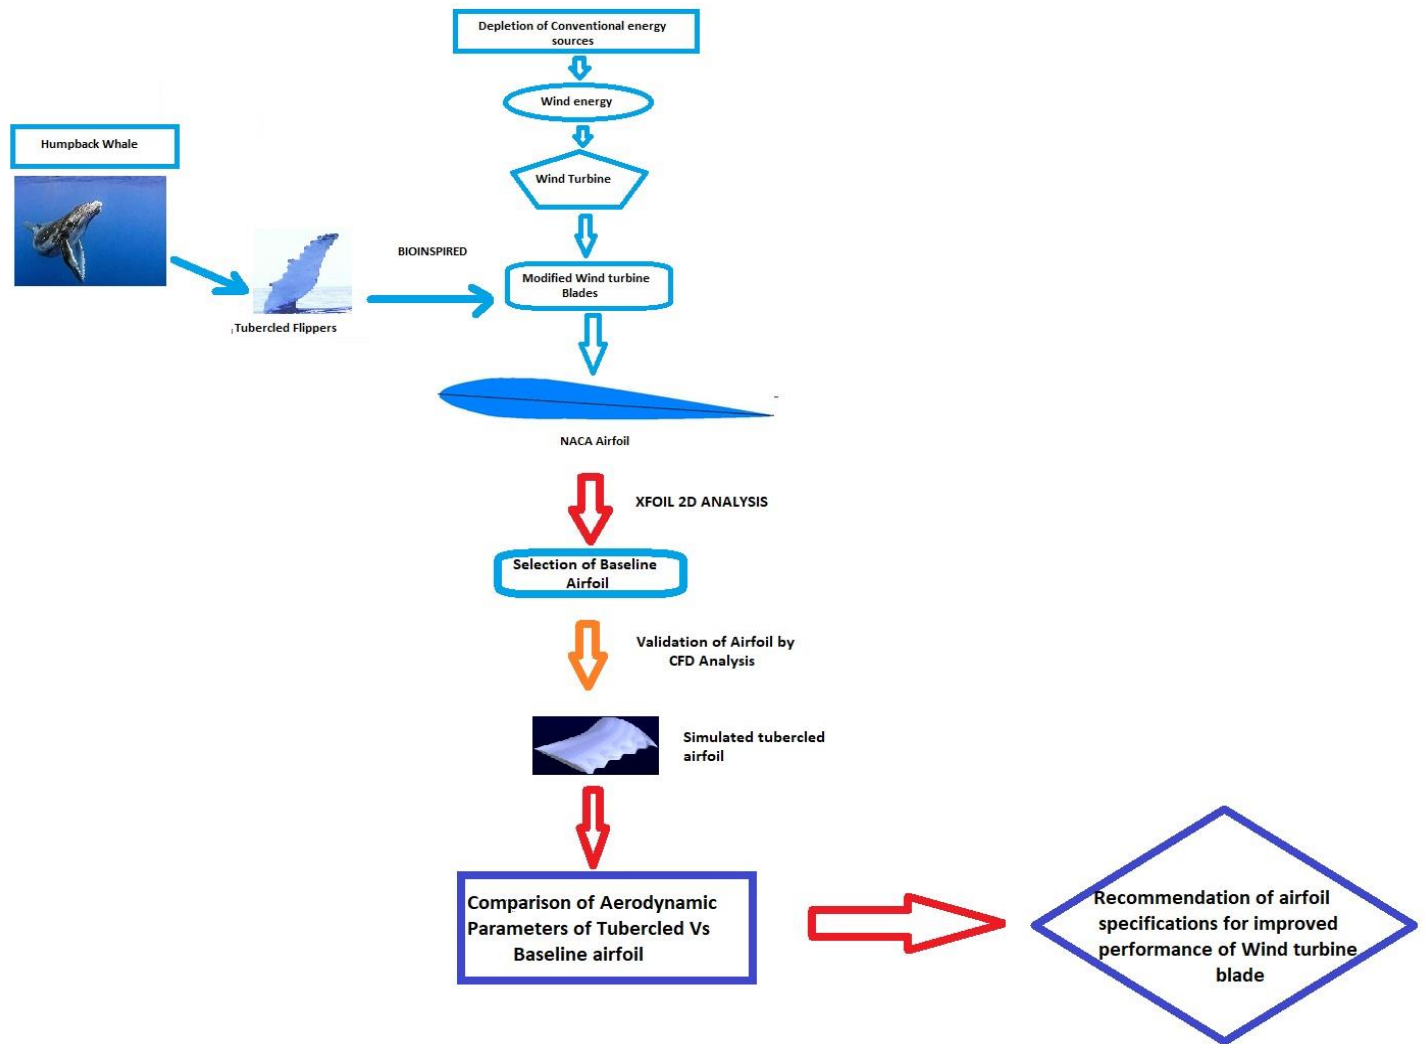 Depletion of Conventional energy
sources
Wind energy
Humpback Whale
Wind Turbine
BIOINSPIRED
Modified Wind turbine
Blades
Tubercled Flippers
NACA Airfoil
XFOIL 2D ANALYSIS
Selection of Baseline
Airfoil
Validation of Airfoil by
CFD Analysis
Simulated tubercled
airfoil
Comparison of Aerodynamic
Parameters of Tubercled Vs
Baseline airfoil
Recommendation of airfoil
specifications for improved
performance of Wind turbine
blade